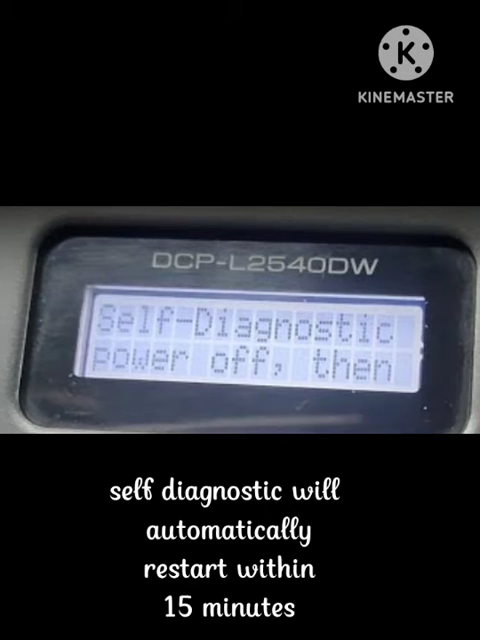 KINEMASTER
DCP-L2540DW
Self-Diagnostic
power off, then
self diagnostic will
automatically
restart within
15 minutes